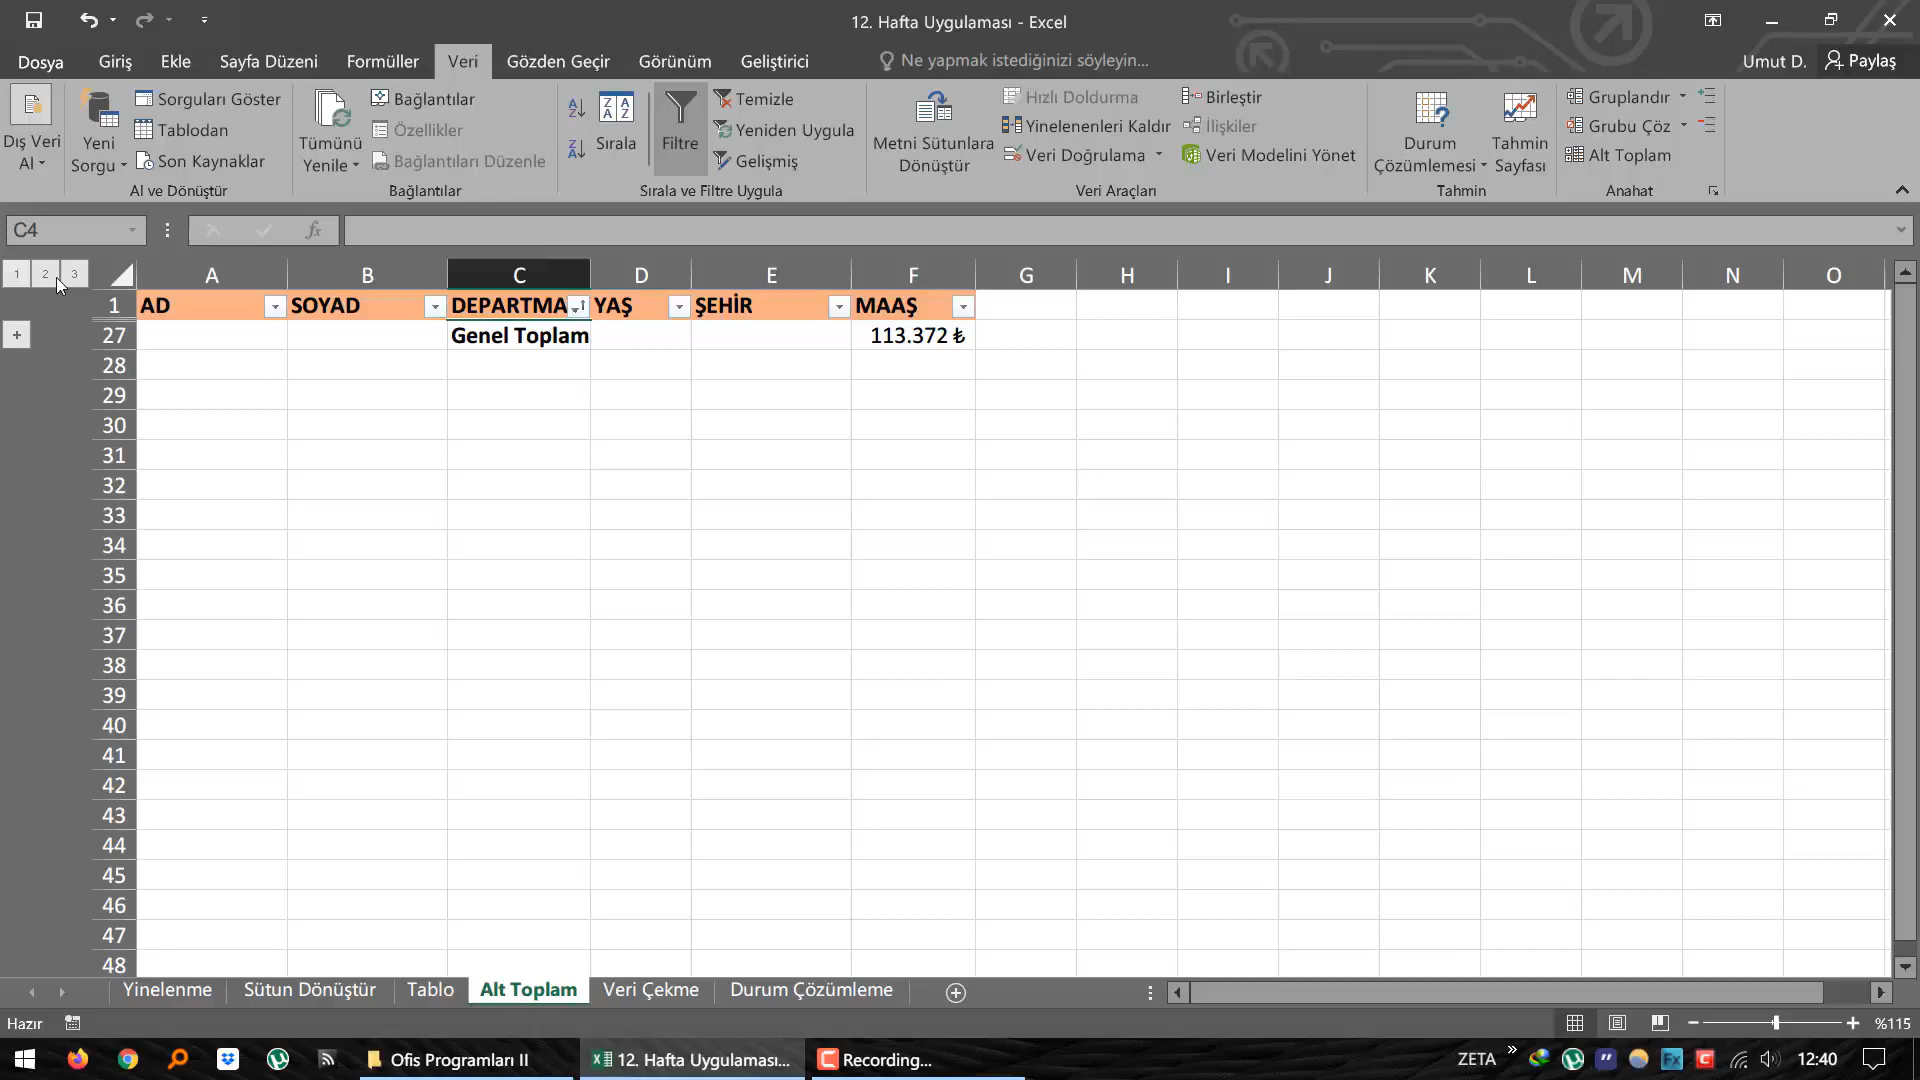 12. Hafta Uygulaması - Excel
Dosya Giriş Ekle Sayfa Düzeni Formüller Veri Gözden Geçir Görünüm Geliştirici Ne yapmak istediğinizi söyleyin... Umut D. Paylaş
Dış Veri Al
Yeni Sorgu
Sorguları Göster
Tablodan
Son Kaynaklar
Al ve Dönüştür
Tümünü Yenile
Bağlantılar
Özellikler
Bağlantıları Düzenle
Bağlantılar
Sırala
Filtre
Temizle
Yeniden Uygula
Gelişmiş
Sırala ve Filtre Uygula
Metni Sütunlara Dönüştür
Hızlı Doldurma
Yinelenenleri Kaldır
Veri Doğrulama
Birleştir
İlişkiler
Veri Modelini Yönet
Veri Araçları
Durum Çözümlemesi
Tahmin Sayfası
Tahmin
Gruplandır
Grubu Çöz
Alt Toplam
Anahat
C4 fx
1 2 3 A B C D E F G H I J K L M N O
1 AD SOYAD DEPARTMA YAŞ ŞEHİR MAAŞ
27 Genel Toplam 113.372 ₺
28
29
30
31
32
33
34
35
36
37
38
39
40
41
42
43
44
45
46
47
48
Yinelenme Sütun Dönüştür Tablo Alt Toplam Veri Çekme Durum Çözümleme
Hazır %115
Ofis Programları II 12. Hafta Uygulaması... Recording... ZETA 12:40